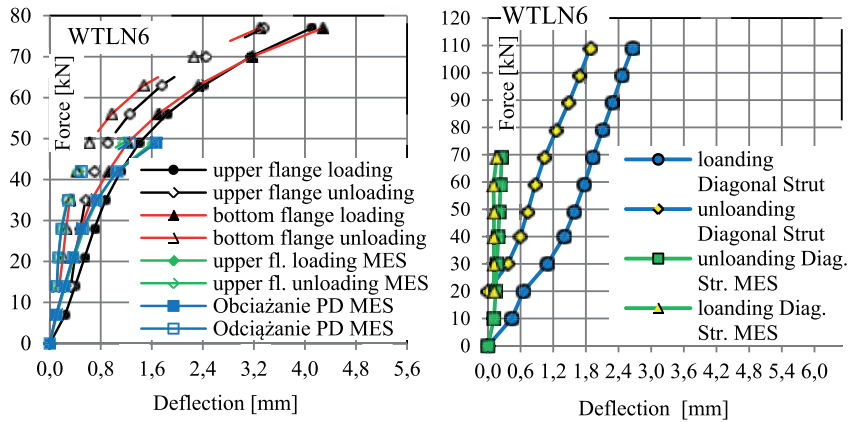 80
70
60
50
40
30
20
10
0
WTLN6
Force [kN]
upper flange loading
upper flange unloading
bottom flange loading
bottom flange unloading
upper fl. loading MES
upper fl. unloading MES
Obciażanie PD MES
Odciążanie PD MES
0,0 0,8 1,6 2,4 3,2 4,0 4,8 5,6
Deflection [mm]
120
110
100
90
80
70
60
50
40
30
20
10
0
WTLN6
Force [kN]
loanding
Diagonal Strut
unloanding
Diagonal Strut
unloanding Diag.
Str. MES
loanding Diag.
Str. MES
0,0 0,6 1,2 1,8 2,4 3,0 3,6 4,2 4,8 5,4 6,0
Deflection [mm]